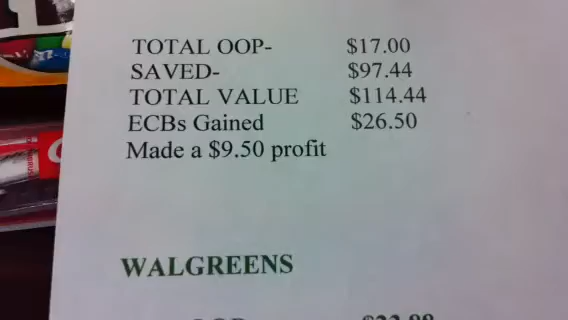 TOTAL OOP- $17.00
SAVED- $97.44
TOTAL VALUE $114.44
ECBs Gained $26.50
Made a $9.50 profit
WALGREENS